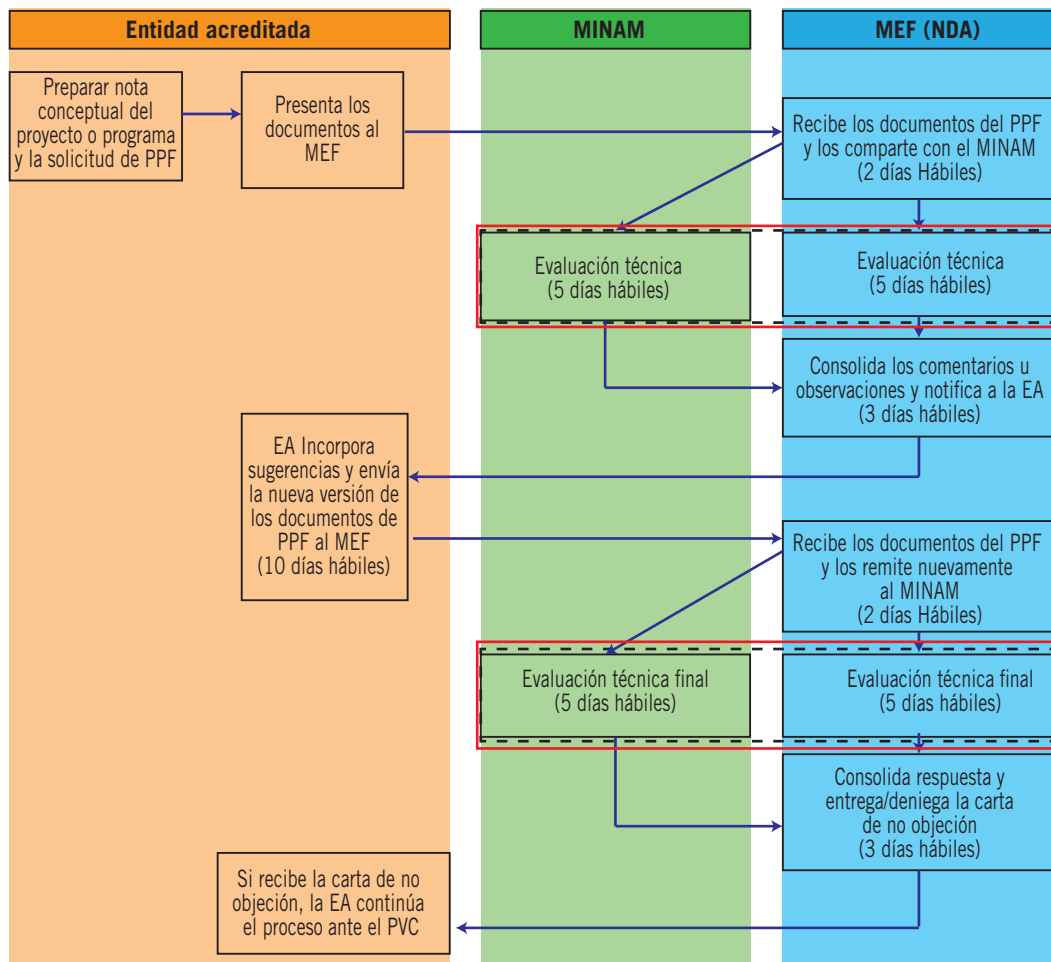 Entidad acreditada
MINAM
MEF (NDA)
Preparar nota
conceptual del
proyecto o programa
y la solicitud de PPF
Presenta los
documentos al
MEF
Recibe los documentos del PPF
y los comparte con el MINAM
(2 días Hábiles)
Evaluación técnica
(5 días hábiles)
Evaluación técnica
(5 días hábiles)
Consolida los comentarios u
observaciones y notifica a la EA
(3 días hábiles)
EA Incorpora
sugerencias y envía
la nueva versión de
los documentos de
PPF al MEF
(10 días hábiles)
Recibe los documentos del PPF
y los remite nuevamente
al MINAM
(2 días Hábiles)
Evaluación técnica final
(5 días hábiles)
Evaluación técnica final
(5 días hábiles)
Consolida respuesta y
entrega/deniega la carta
de no objeción
(3 días hábiles)
Si recibe la carta de no
objeción, la EA continúa
el proceso ante el PVC